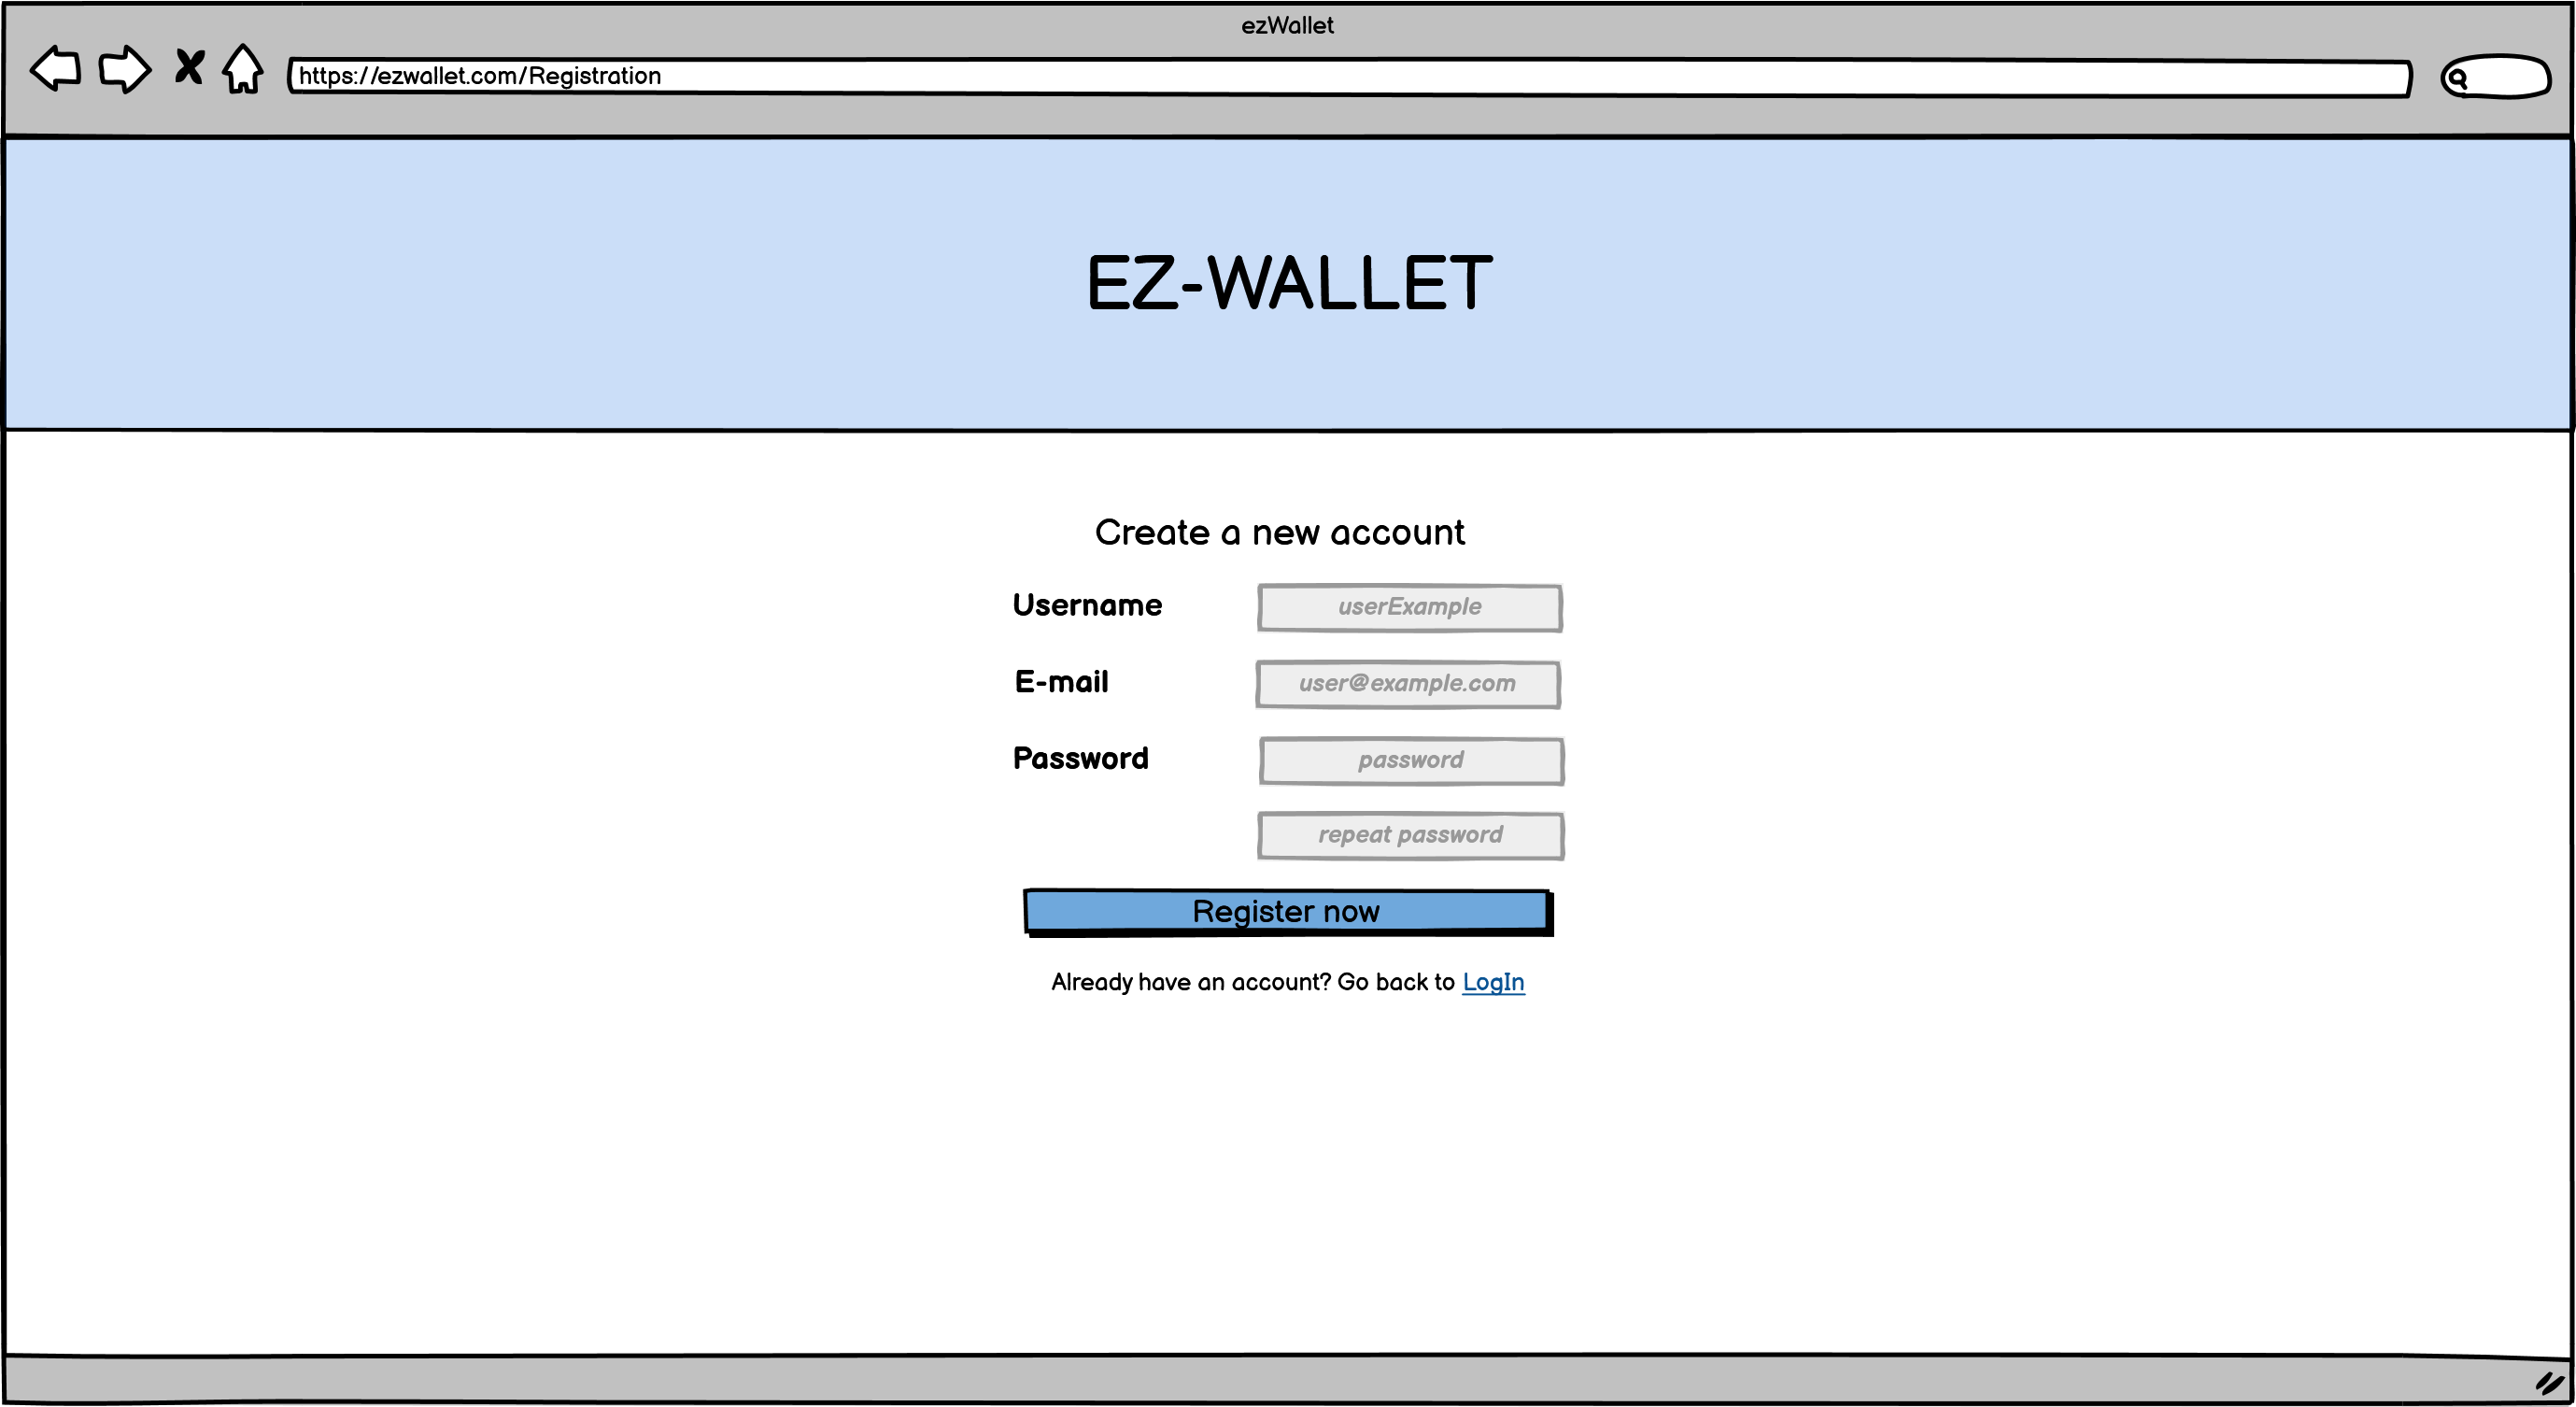 ezWallet
https://ezwallet.com/Registration
EZ-WALLET
Create a new account
Username
userExample
E-mail
user@example.com
Password
password
repeat password
Register now
Already have an account? Go back to LogIn